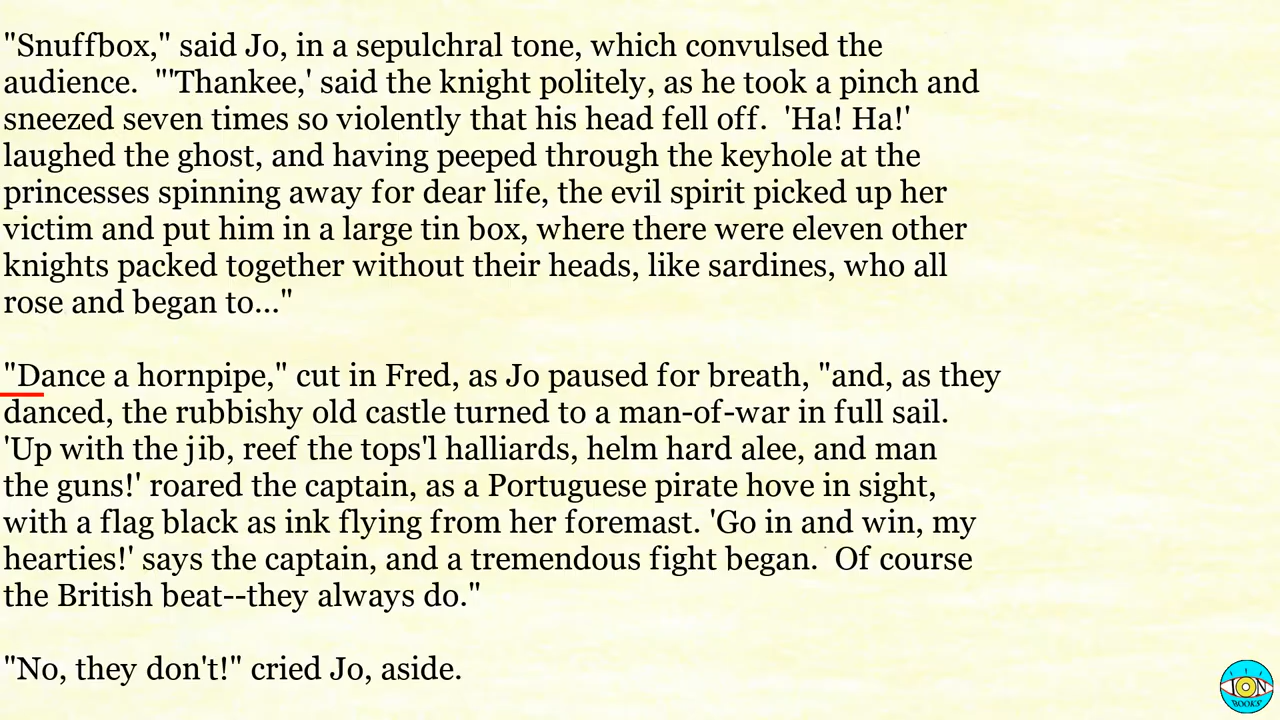 "Snuffbox," said Jo, in a sepulchral tone, which convulsed the
audience.  "'Thankee,' said the knight politely, as he took a pinch and
sneezed seven times so violently that his head fell off.  'Ha! Ha!'
laughed the ghost, and having peeped through the keyhole at the
princesses spinning away for dear life, the evil spirit picked up her
victim and put him in a large tin box, where there were eleven other
knights packed together without their heads, like sardines, who all
rose and began to..."
"Dance a hornpipe," cut in Fred, as Jo paused for breath, "and, as they
danced, the rubbishy old castle turned to a man-of-war in full sail.
'Up with the jib, reef the tops'l halliards, helm hard alee, and man
the guns!' roared the captain, as a Portuguese pirate hove in sight,
with a flag black as ink flying from her foremast. 'Go in and win, my
hearties!' says the captain, and a tremendous fight began.  Of course
the British beat--they always do."
"No, they don't!" cried Jo, aside.
ION
BOOKS